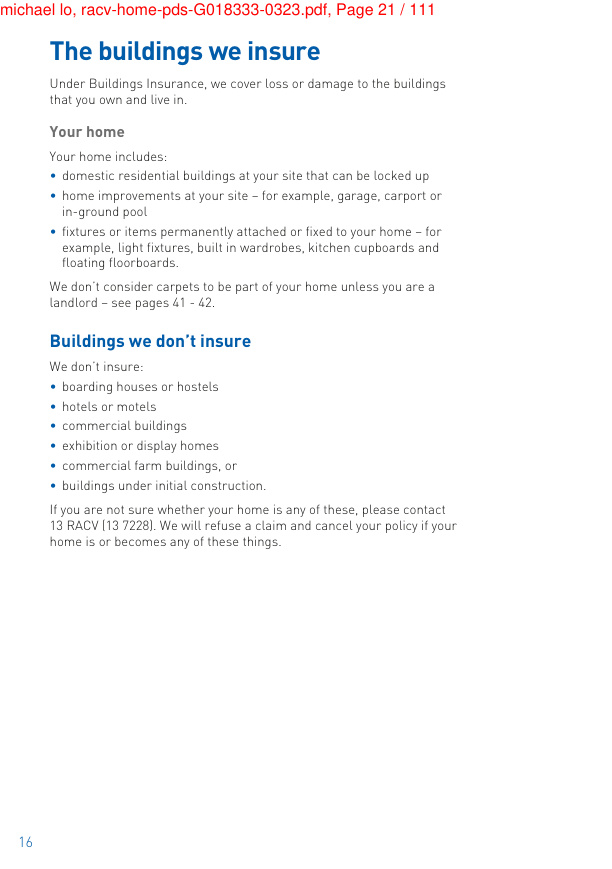 michael lo, racv-home-pds-G018333-0323.pdf, Page 21 / 111
The buildings we insure
Under Buildings Insurance, we cover loss or damage to the buildings
that you own and live in.
Your home
Your home includes:
• domestic residential buildings at your site that can be locked up
• home improvements at your site – for example, garage, carport or
in-ground pool
• fixtures or items permanently attached or fixed to your home – for
example, light fixtures, built in wardrobes, kitchen cupboards and
floating floorboards.
We don't consider carpets to be part of your home unless you are a
landlord – see pages 41 - 42.
Buildings we don't insure
We don't insure:
• boarding houses or hostels
• hotels or motels
• commercial buildings
• exhibition or display homes
• commercial farm buildings, or
• buildings under initial construction.
If you are not sure whether your home is any of these, please contact
13 RACV (13 7228). We will refuse a claim and cancel your policy if your
home is or becomes any of these things.
16